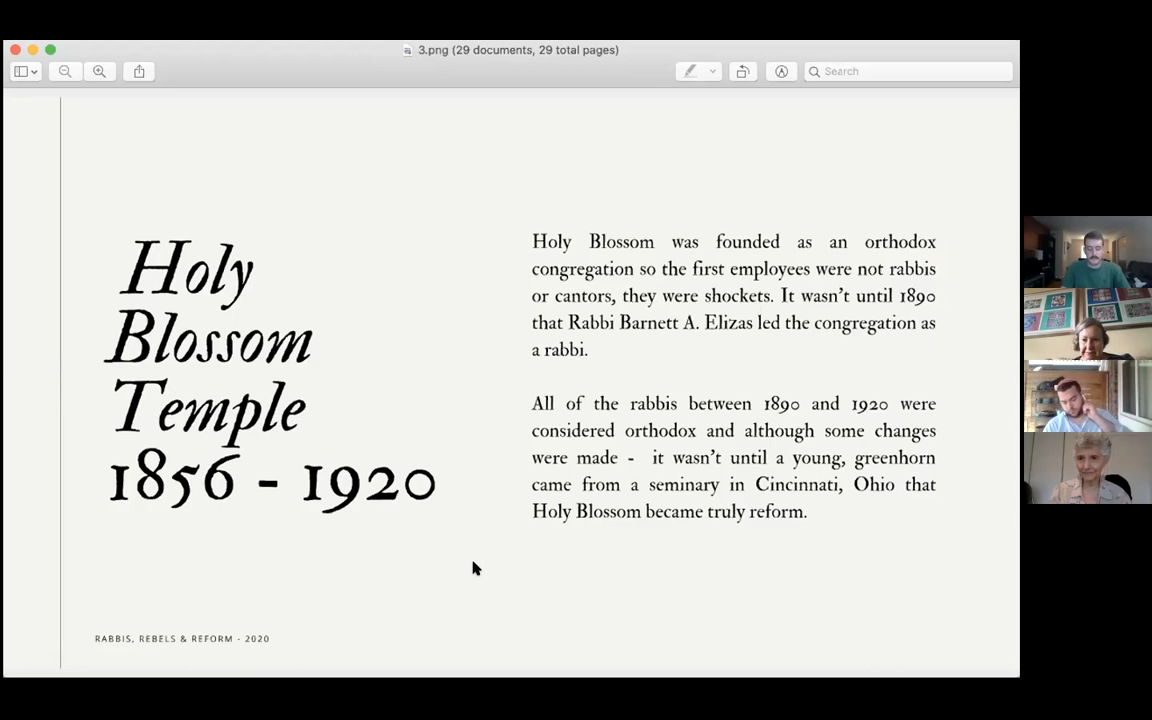 3.png (29 documents, 29 total pages)
Search
Holy
Blossom
Temple
1856 - 1920
Holy Blossom was founded as an orthodox
congregation so the first employees were not rabbis
or cantors, they were shockets. It wasn't until 1890
that Rabbi Barnett A. Elizas led the congregation as
a rabbi.
All of the rabbis between 1890 and 1920 were
considered orthodox and although some changes
were made - it wasn't until a young, greenhorn
came from a seminary in Cincinnati, Ohio that
Holy Blossom became truly reform.
RABBIS, REBELS & REFORM - 2020